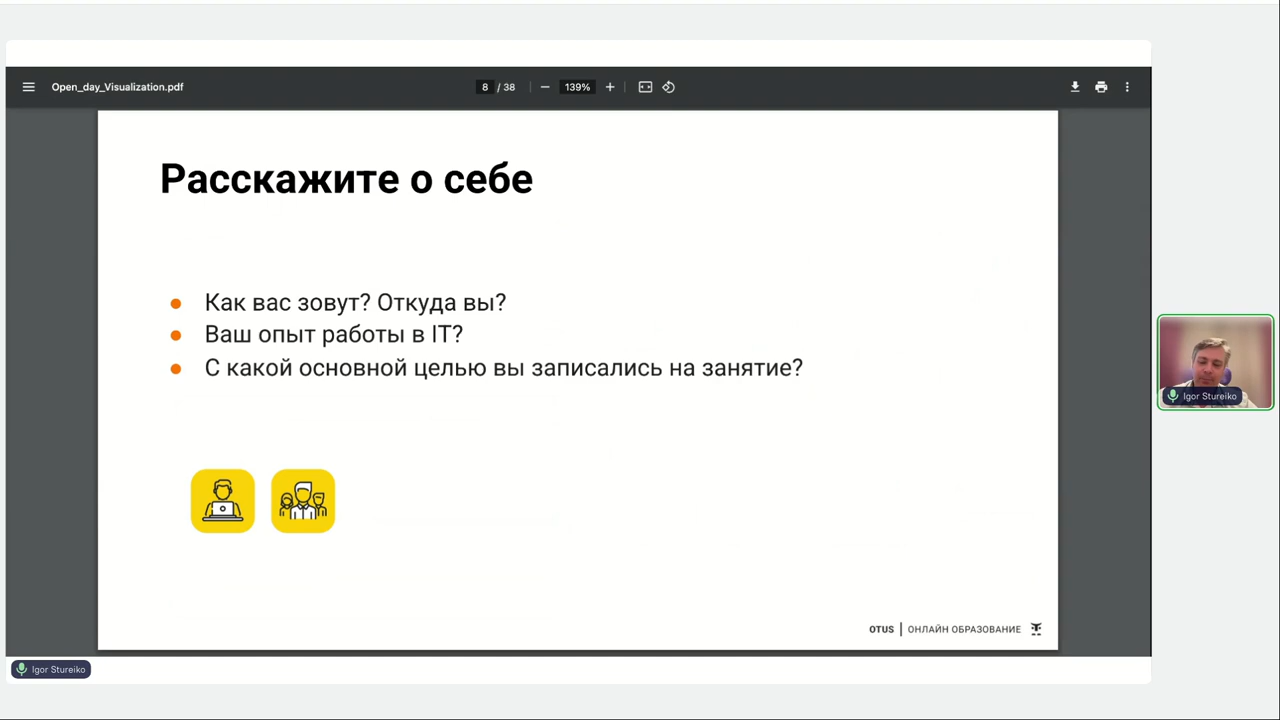 Open_day_Visualization.pdf
8 / 38
139%
Расскажите о себе
Как вас зовут? Откуда вы?
Ваш опыт работы в IT?
С какой основной целью вы записались на занятие?
OTUS | ОНЛАЙН ОБРАЗОВАНИЕ
Igor Stureiko
Igor Stureiko